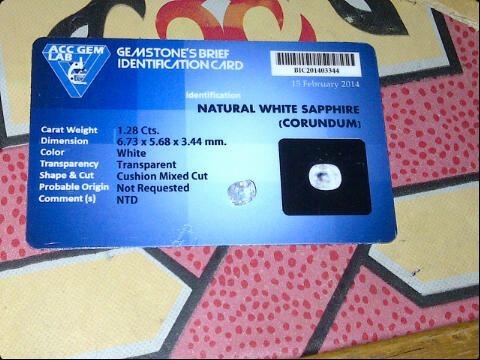 ACC GEM
LAB
GEMSTONE'S BRIEF
IDENTIFICATION CARD
BIC201403344
15 February 2014
Identification
NATURAL WHITE SAPPHIRE
(CORUNDUM)
Carat Weight 1.28 Cts.
Dimension 6.73 x 5.68 x 3.44 mm.
Color White
Transparency Transparent
Shape & Cut Cushion Mixed Cut
Probable Origin Not Requested
Comment (s) NTD